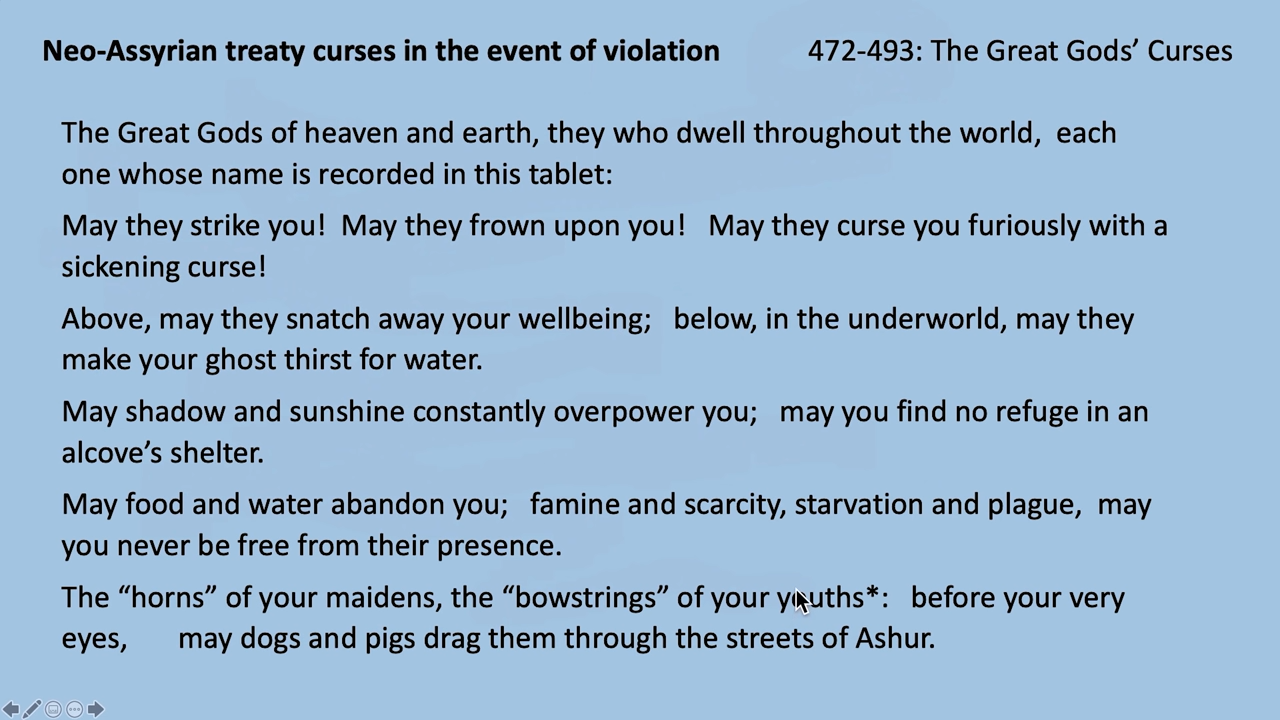 Neo-Assyrian treaty curses in the event of violation 472-493: The Great Gods’ Curses
The Great Gods of heaven and earth, they who dwell throughout the world, each
one whose name is recorded in this tablet:
May they strike you! May they frown upon you! May they curse you furiously with a
sickening curse!
Above, may they snatch away your wellbeing; below, in the underworld, may they
make your ghost thirst for water.
May shadow and sunshine constantly overpower you; may you find no refuge in an
alcove’s shelter.
May food and water abandon you; famine and scarcity, starvation and plague, may
you never be free from their presence.
The “horns” of your maidens, the “bowstrings” of your youths*: before your very
eyes, may dogs and pigs drag them through the streets of Ashur.